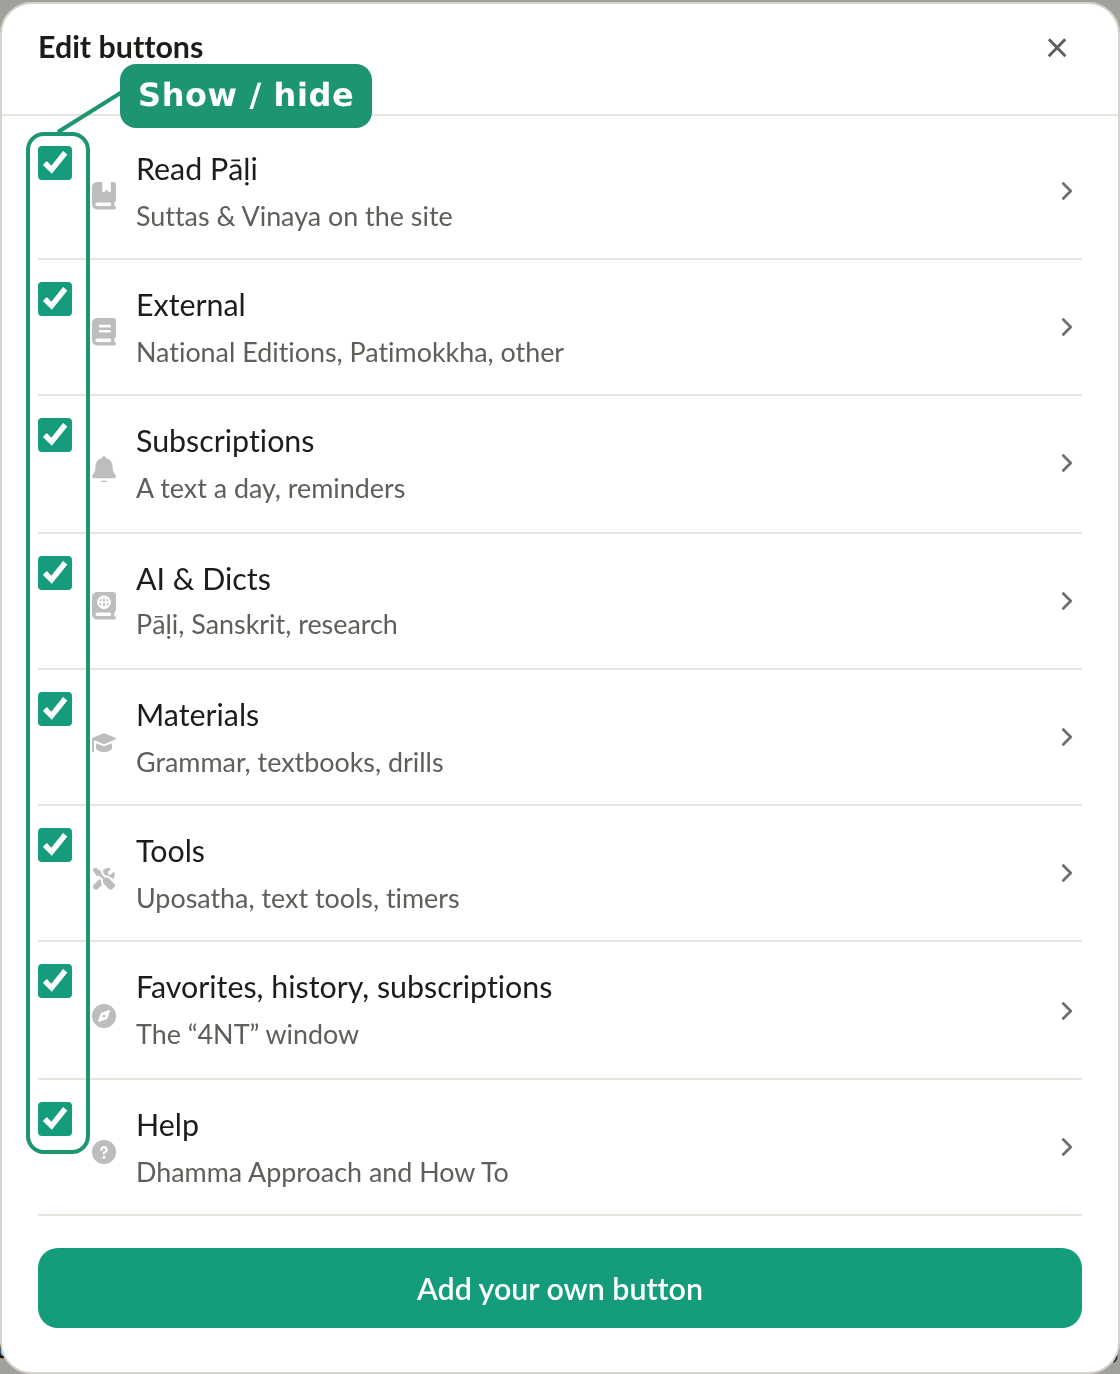 Edit buttons
Show / hide
Read Pāḷi
Suttas & Vinaya on the site
External
National Editions, Patimokkha, other
Subscriptions
A text a day, reminders
AI & Dicts
Pāḷi, Sanskrit, research
Materials
Grammar, textbooks, drills
Tools
Uposatha, text tools, timers
Favorites, history, subscriptions
The “4NT” window
Help
Dhamma Approach and How To
Add your own button